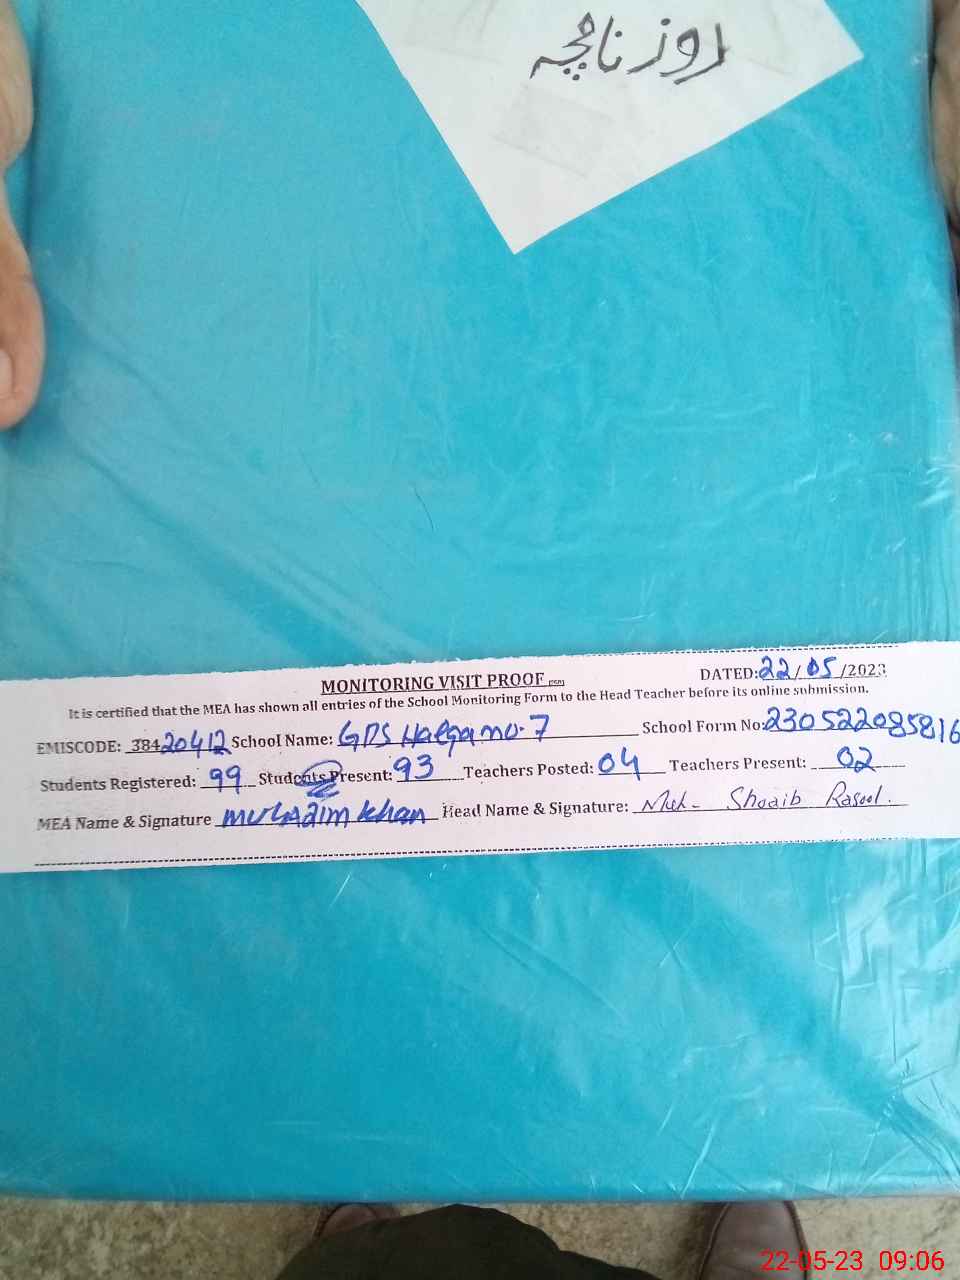 روزنامچہ
MONITORING VISIT PROOF
DATED: 22/05/2023
It is certified that the MEA has shown all entries of the School Monitoring Form to the Head Teacher before its online submission.
EMISCODE: 38420412 School Name: GPS Halqa no. 7 School Form No: 230522085816
Students Registered: 99 Students Present: 93 Teachers Posted: 04 Teachers Present: 02
MEA Name & Signature Khan Head Name & Signature: Muh- Shoaib Rasool.
22-05-23 09:06